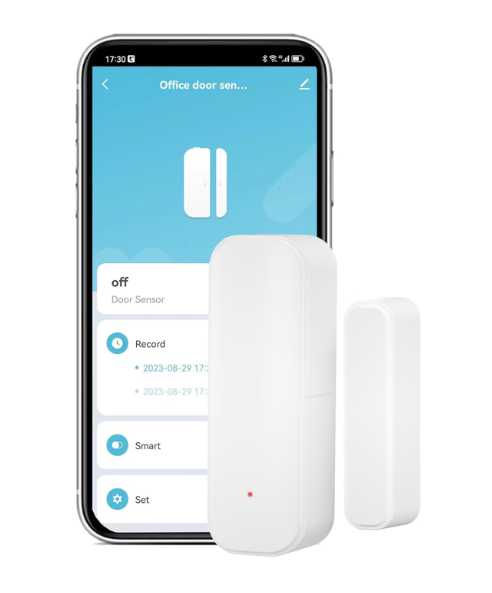 17:30
Office door sen...
off
Door Sensor
Record
2023-08-29 17:
2023-08-29 17:
Smart
Set